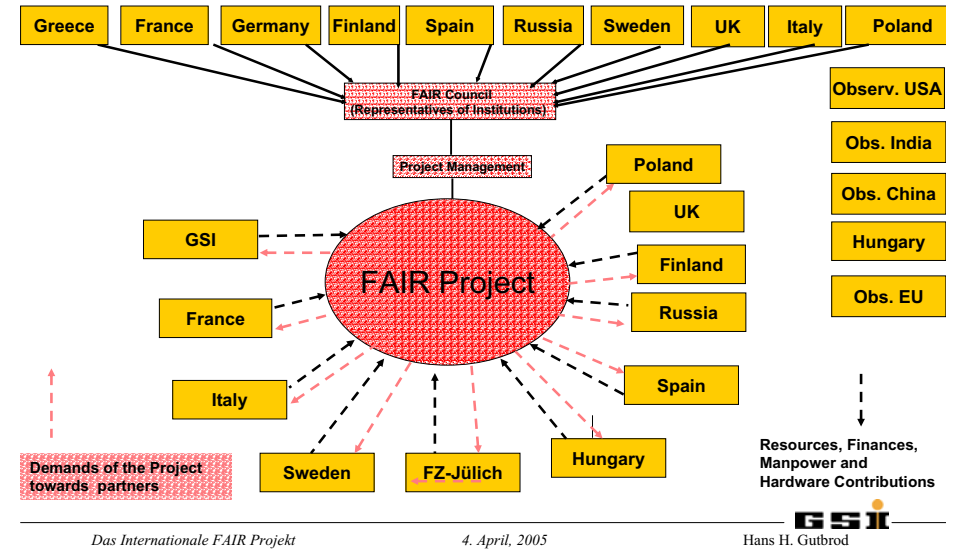 Greece
France
Germany
Finland
Spain
Russia
Sweden
UK
Italy
Poland
FAIR Council
(Representatives of Institutions)
Observ. USA
Obs. India
Project Management
Poland
Obs. China
UK
GSI
Hungary
Finland
FAIR Project
Obs. EU
France
Russia
Spain
Italy
Resources, Finances,
Manpower and
Hardware Contributions
Demands of the Project
towards partners
Sweden
FZ-Jülich
Hungary
GSI
Das Internationale FAIR Projekt
4. April, 2005
Hans H. Gutbrod